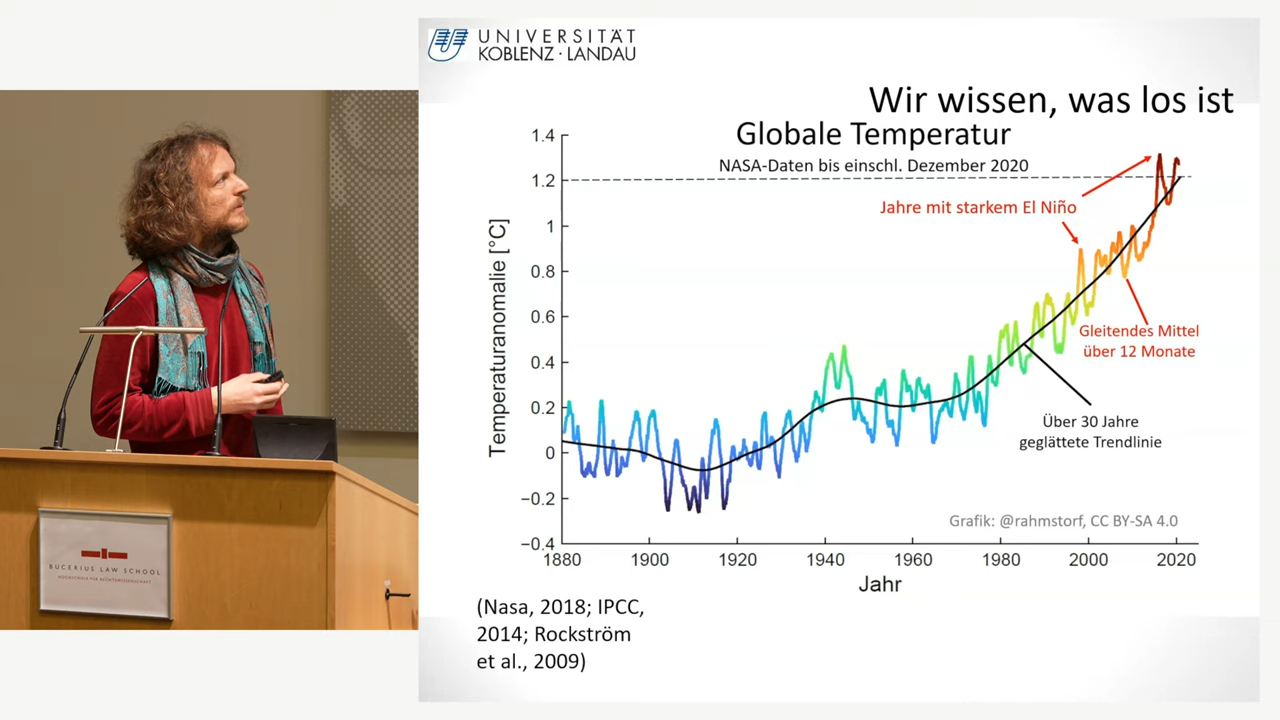 UNIVERSITÄT
KOBLENZ · LANDAU
Wir wissen, was los ist
Globale Temperatur
NASA-Daten bis einschl. Dezember 2020
Jahre mit starkem El Niño
Temperaturanomalie [°C]
1.4
1.2
1
0.8
0.6
0.4
0.2
0
−0.2
−0.4
Gleitendes Mittel
über 12 Monate
Über 30 Jahre
geglättete Trendlinie
Grafik: @rahmstorf, CC BY-SA 4.0
1880 1900 1920 1940 1960 1980 2000 2020
Jahr
(Nasa, 2018; IPCC,
2014; Rockström
et al., 2009)
BUCERIUS LAW SCHOOL
HOCHSCHULE FÜR RECHTSWISSENSCHAFT